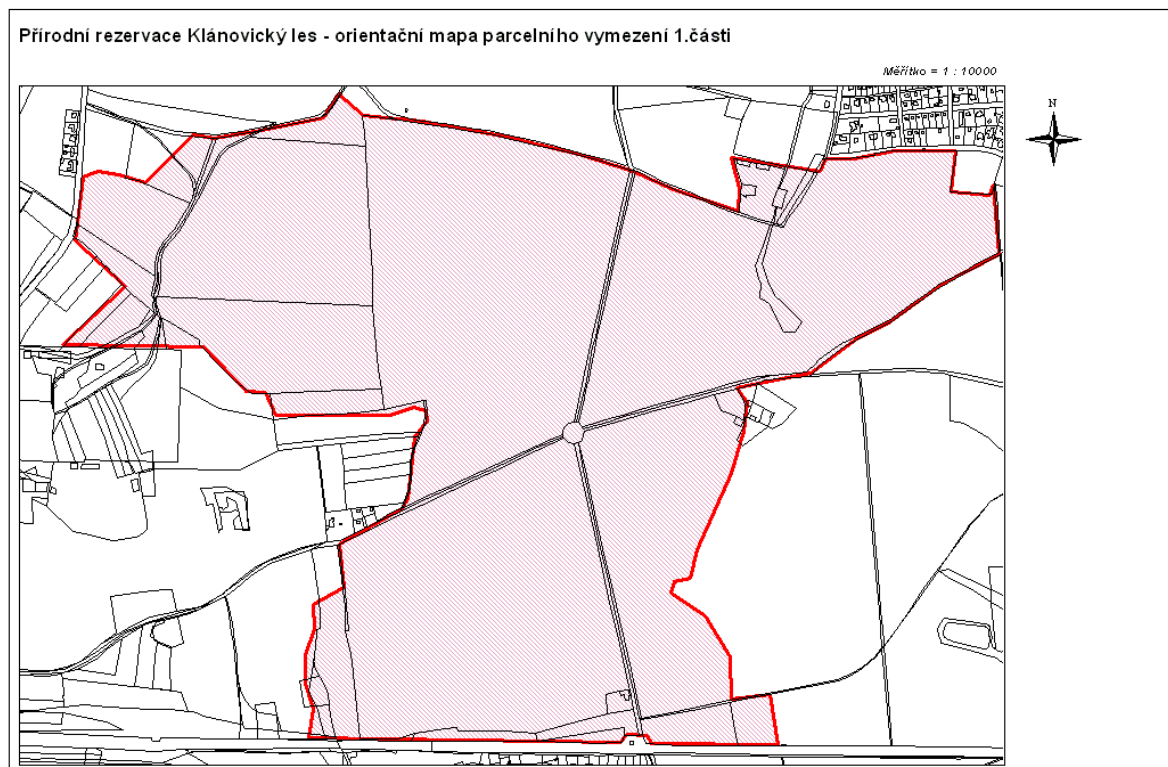 Přírodní rezervace Klánovický les - orientační mapa parcelního vymezení 1.části
Měřítko = 1 : 10000
N